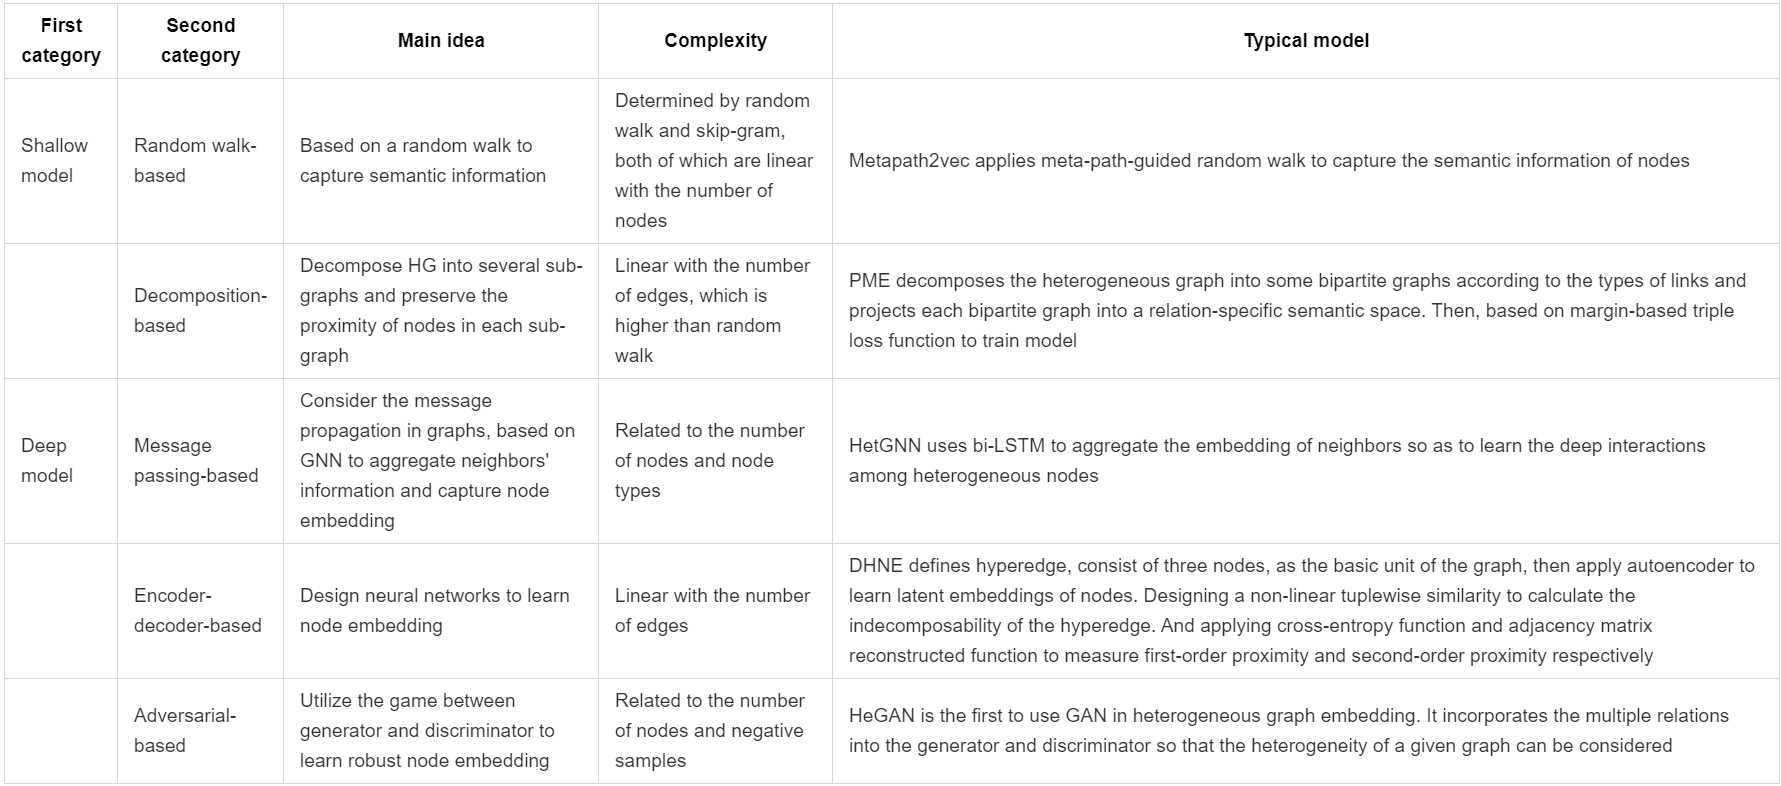 First category
Second category
Main idea
Complexity
Typical model
Shallow model
Random walk-
based
Based on a random walk to
capture semantic information
Determined by random
walk and skip-gram,
both of which are linear
with the number of
nodes
Metapath2vec applies meta-path-guided random walk to capture the semantic information of nodes
Decomposition-
based
Decompose HG into several sub-
graphs and preserve the
proximity of nodes in each sub-
graph
Linear with the number
of edges, which is
higher than random
walk
PME decomposes the heterogeneous graph into some bipartite graphs according to the types of links and
projects each bipartite graph into a relation-specific semantic space. Then, based on margin-based triple
loss function to train model
Deep
model
Message
passing-based
Consider the message
propagation in graphs, based on
GNN to aggregate neighbors'
information and capture node
embedding
Related to the number
of nodes and node
types
HetGNN uses bi-LSTM to aggregate the embedding of neighbors so as to learn the deep interactions
among heterogeneous nodes
Encoder-
decoder-based
Design neural networks to learn
node embedding
Linear with the number
of edges
DHNE defines hyperedge, consist of three nodes, as the basic unit of the graph, then apply autoencoder to
learn latent embeddings of nodes. Designing a non-linear tuplewise similarity to calculate the
indecomposability of the hyperedge. And applying cross-entropy function and adjacency matrix
reconstructed function to measure first-order proximity and second-order proximity respectively
Adversarial-
based
Utilize the game between
generator and discriminator to
learn robust node embedding
Related to the number
of nodes and negative
samples
HeGAN is the first to use GAN in heterogeneous graph embedding. It incorporates the multiple relations
into the generator and discriminator so that the heterogeneity of a given graph can be considered